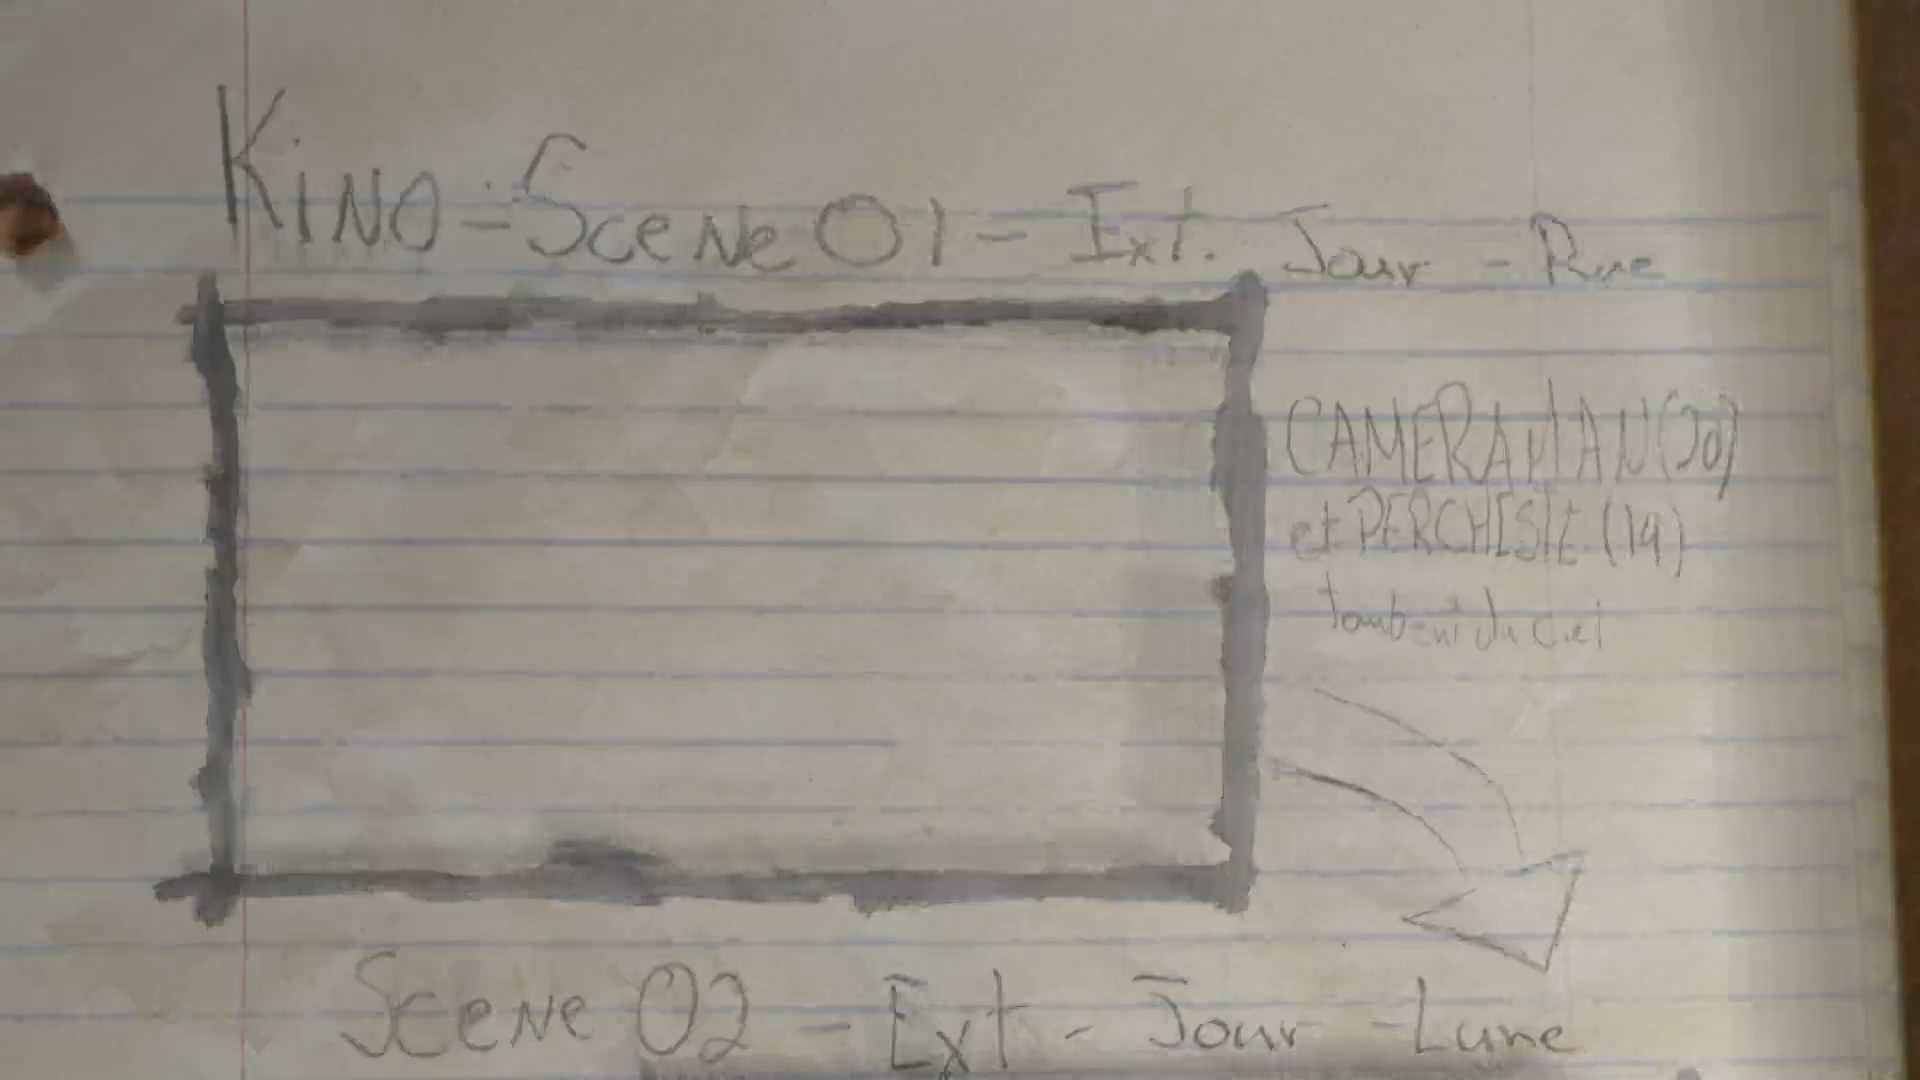 KiNO - SceNe 01 - Ext. Jour - Rue
CAMERAMAN (20)
et PERCHISTE (19)
tombent du ciel
SceNe 02 - Ext - Jour - Lune